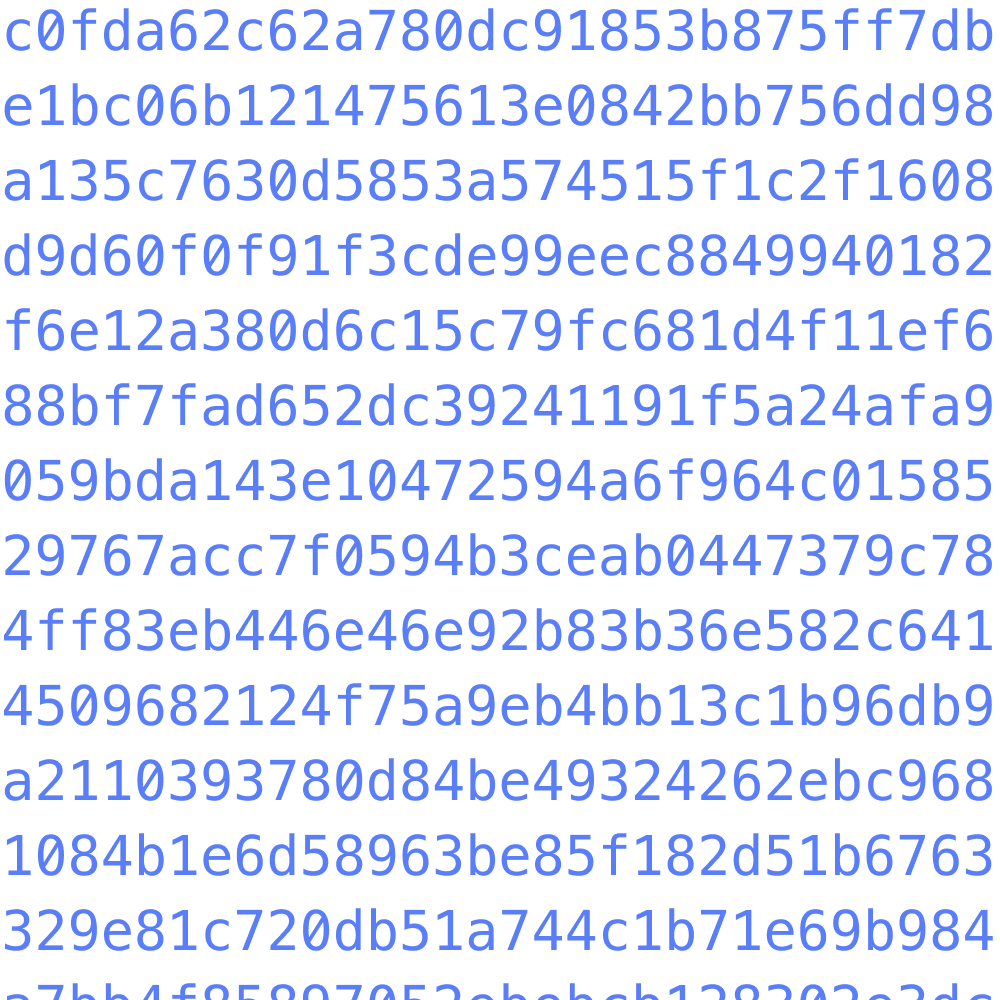 c0fda62c62a780dc91853b875ff7db
e1bc06b121475613e0842bb756dd98
a135c7630d5853a574515f1c2f1608
d9d60f0f91f3cde99eec8849940182
f6e12a380d6c15c79fc681d4f11ef6
88bf7fad652dc39241191f5a24afa9
059bda143e10472594a6f964c01585
29767acc7f0594b3ceab0447379c78
4ff83eb446e46e92b83b36e582c641
4509682124f75a9eb4bb13c1b96db9
a2110393780d84be49324262ebc968
1084b1e6d58963be85f182d51b6763
329e81c720db51a744c1b71e69b984